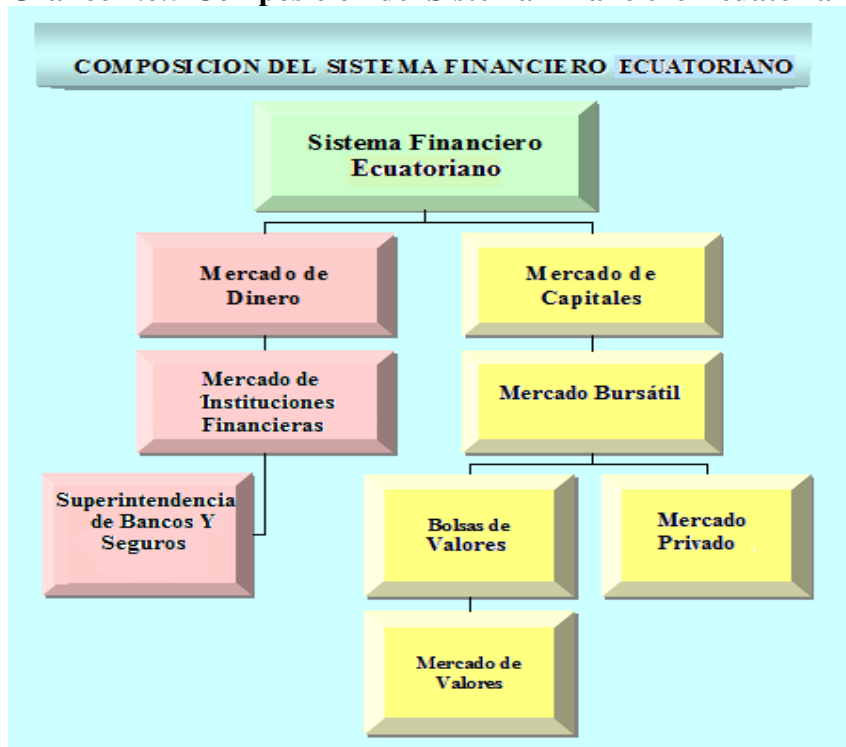 COMPOSICION DEL SISTEMA FINANCIERO ECUATORIANO
Sistema Financiero
Ecuatoriano
Mercado de
Dinero
Mercado de
Capitales
Mercado de
Instituciones
Financieras
Mercado Bursátil
Superintendencia
de Bancos Y
Seguros
Bolsas de
Valores
Mercado
Privado
Mercado de
Valores